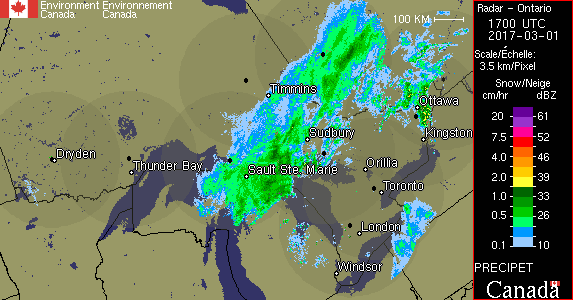 Environment Environnement
Canada Canada
100 KM
Timmins
Ottawa
Sudbury
Kingston
Dryden
Thunder Bay
Sault Ste. Marie
Orillia
Toronto
London
Windsor
Radar - Ontario
1700 UTC
2017-03-01
Scale/Échelle:
3.5 km/Pixel
Snow/Neige
cm/hr dBZ
20 61
7.5 52
4.0 46
2.0 39
1.0 33
0.5 26
0.1 10
PRECIPET
Canada